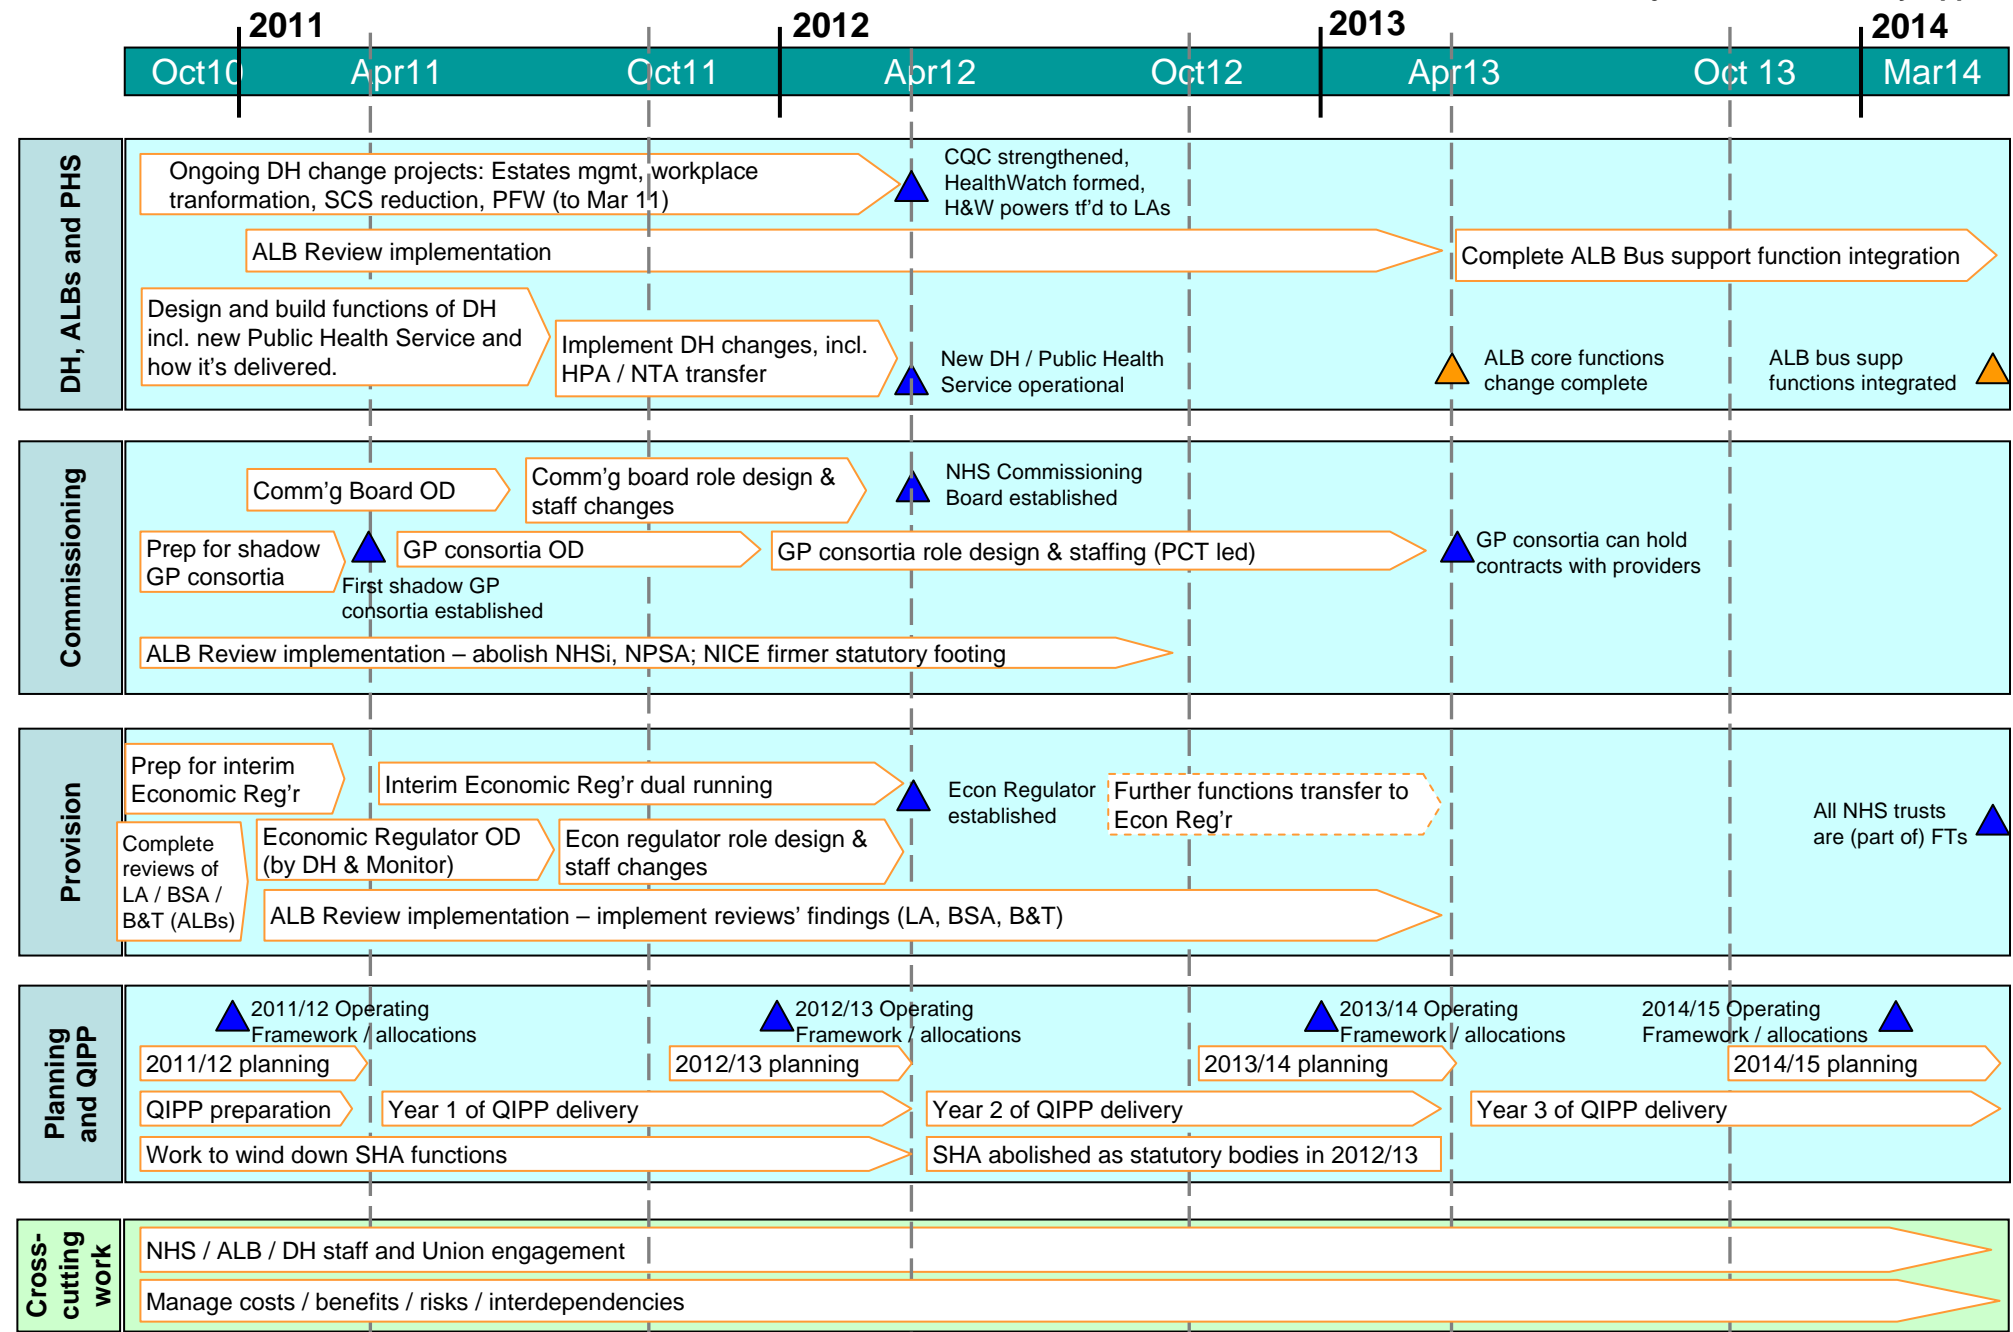 2011
2012
2013
2014
Oct10
Apr11
Oct11
Apr12
Oct12
Apr13
Oct 13
Mar14
DH, ALBs and PHS
Ongoing DH change projects: Estates mgmt, workplace
tranformation, SCS reduction, PFW (to Mar 11)
CQC strengthened,
HealthWatch formed,
H&W powers tf'd to LAs
ALB Review implementation
Complete ALB Bus support function integration
Design and build functions of DH
incl. new Public Health Service and
how it's delivered.
Implement DH changes, incl.
HPA / NTA transfer
New DH / Public Health
Service operational
ALB core functions
change complete
ALB bus supp
functions integrated
Commissioning
Comm'g Board OD
Comm'g board role design &
staff changes
NHS Commissioning
Board established
Prep for shadow
GP consortia
First shadow GP
consortia established
GP consortia OD
GP consortia role design & staffing (PCT led)
GP consortia can hold
contracts with providers
ALB Review implementation – abolish NHSi, NPSA; NICE firmer statutory footing
Provision
Prep for interim
Economic Reg'r
Interim Economic Reg'r dual running
Econ Regulator
established
Further functions transfer to
Econ Reg'r
All NHS trusts
are (part of) FTs
Complete
reviews of
LA / BSA /
B&T (ALBs)
Economic Regulator OD
(by DH & Monitor)
Econ regulator role design &
staff changes
ALB Review implementation – implement reviews' findings (LA, BSA, B&T)
Planning
and QIPP
2011/12 Operating
Framework / allocations
2012/13 Operating
Framework / allocations
2013/14 Operating
Framework / allocations
2014/15 Operating
Framework / allocations
2011/12 planning
2012/13 planning
2013/14 planning
2014/15 planning
QIPP preparation
Year 1 of QIPP delivery
Year 2 of QIPP delivery
Year 3 of QIPP delivery
Work to wind down SHA functions
SHA abolished as statutory bodies in 2012/13
Cross-
cutting
work
NHS / ALB / DH staff and Union engagement
Manage costs / benefits / risks / interdependencies